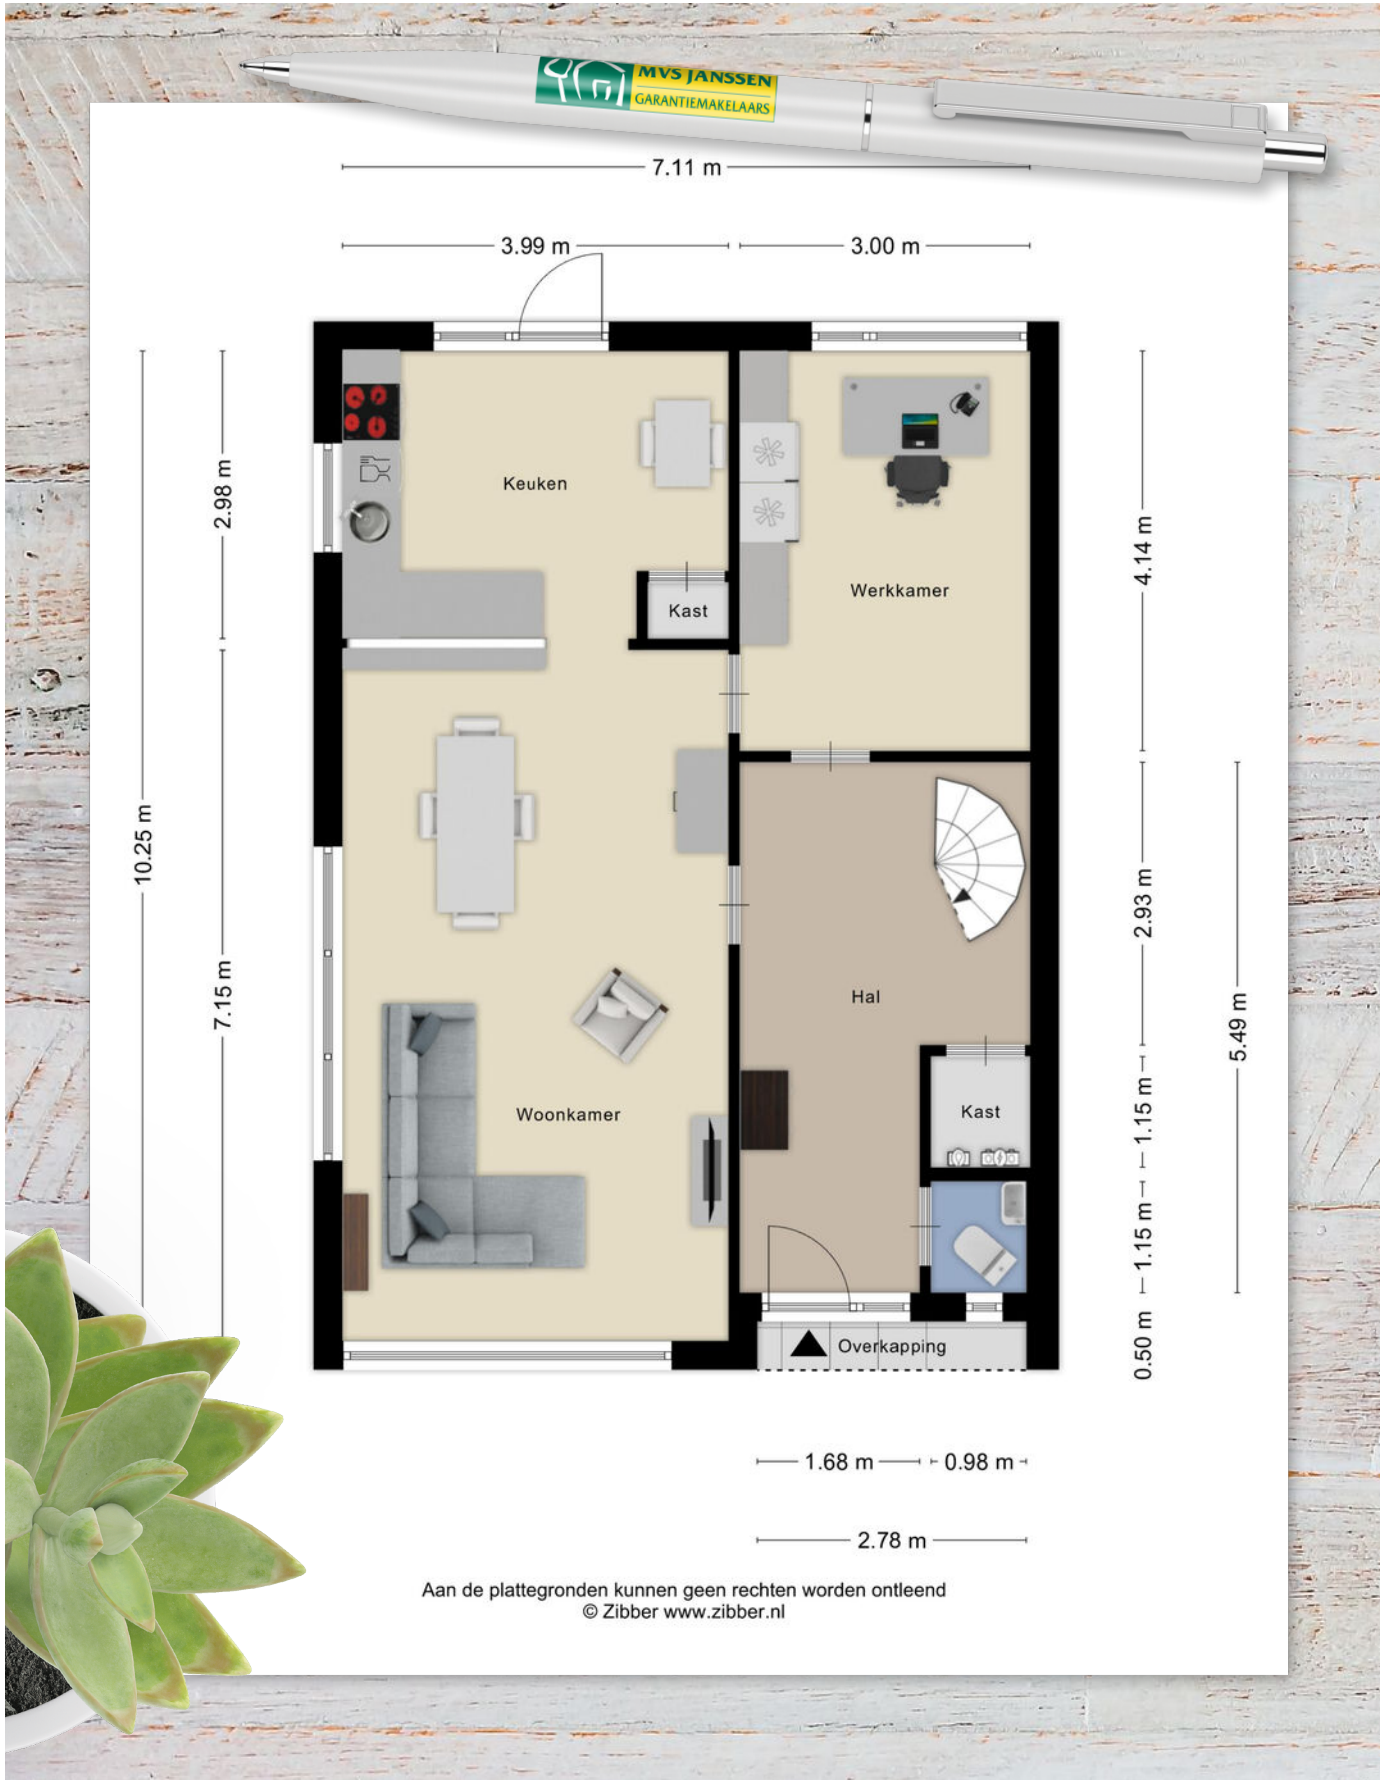 MVS JANSSEN
GARANTIEMAKELAARS
7.11 m
3.99 m
3.00 m
2.98 m
Keuken
4.14 m
Werkkamer
Kast
10.25 m
7.15 m
2.93 m
Hal
5.49 m
Woonkamer
Kast
1.15 m
1.15 m
Overkapping
0.50 m
1.68 m
0.98 m
2.78 m
Aan de plattegronden kunnen geen rechten worden ontleend
© Zibber www.zibber.nl